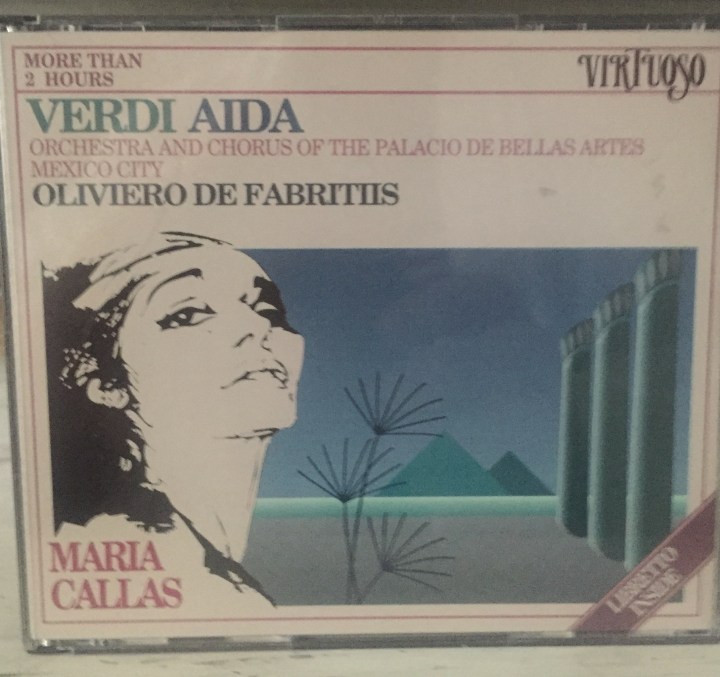 MORE THAN
2 HOURS
VIRTUOSO
VERDI AIDA
ORCHESTRA AND CHORUS OF THE PALACIO DE BELLAS ARTES
MEXICO CITY
OLIVIERO DE FABRITIIS
MARIA
CALLAS
LIBRETTO
INSIDE